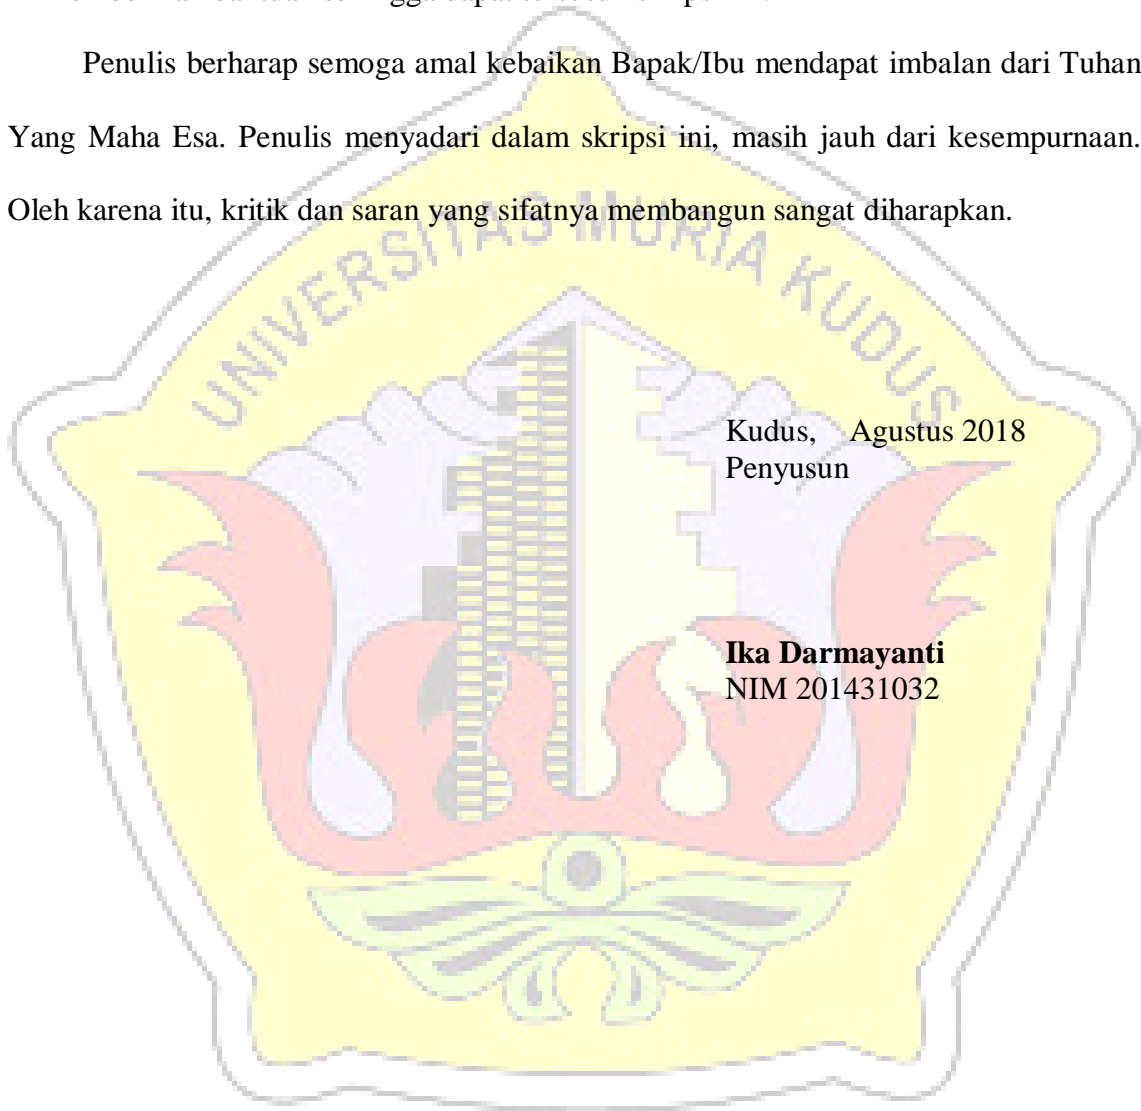 Penulis berharap semoga amal kebaikan Bapak/Ibu mendapat imbalan dari Tuhan
Yang Maha Esa. Penulis menyadari dalam skripsi ini, masih jauh dari kesempurnaan.
Oleh karena itu, kritik dan saran yang sifatnya membangun sangat diharapkan.
UNIVERSITAS MURIA KUDUS
Kudus, Agustus 2018
Penyusun
Ika Darmayanti
NIM 201431032